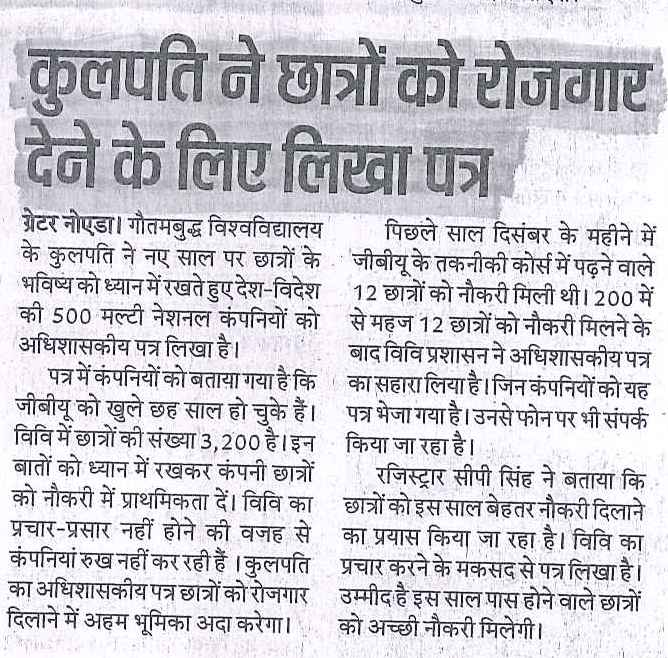 कुलपति ने छात्रों को रोजगार
देने के लिए लिखा पत्र
ग्रेटर नोएडा। गौतमबुद्ध विश्वविद्यालय
के कुलपति ने नए साल पर छात्रों के
भविष्य को ध्यान में रखते हुए देश-विदेश
की 500 मल्टी नेशनल कंपनियों को
अधिशासकीय पत्र लिखा है।
पत्र में कंपनियों को बताया गया है कि
जीबीयू को खुले छह साल हो चुके हैं।
विवि में छात्रों की संख्या 3,200 है। इन
बातों को ध्यान में रखकर कंपनी छात्रों
को नौकरी में प्राथमिकता दें। विवि का
प्रचार-प्रसार नहीं होने की वजह से
कंपनियां रुख नहीं कर रही हैं । कुलपति
का अधिशासकीय पत्र छात्रों को रोजगार
दिलाने में अहम भूमिका अदा करेगा।
पिछले साल दिसंबर के महीने में
जीबीयू के तकनीकी कोर्स में पढ़ने वाले
12 छात्रों को नौकरी मिली थी। 200 में
से महज 12 छात्रों को नौकरी मिलने के
बाद विवि प्रशासन ने अधिशासकीय पत्र
का सहारा लिया है। जिन कंपनियों को यह
पत्र भेजा गया है। उनसे फोन पर भी संपर्क
किया जा रहा है।
रजिस्ट्रार सीपी सिंह ने बताया कि
छात्रों को इस साल बेहतर नौकरी दिलाने
का प्रयास किया जा रहा है। विवि का
प्रचार करने के मकसद से पत्र लिखा है।
उम्मीद है इस साल पास होने वाले छात्रों
को अच्छी नौकरी मिलेगी।